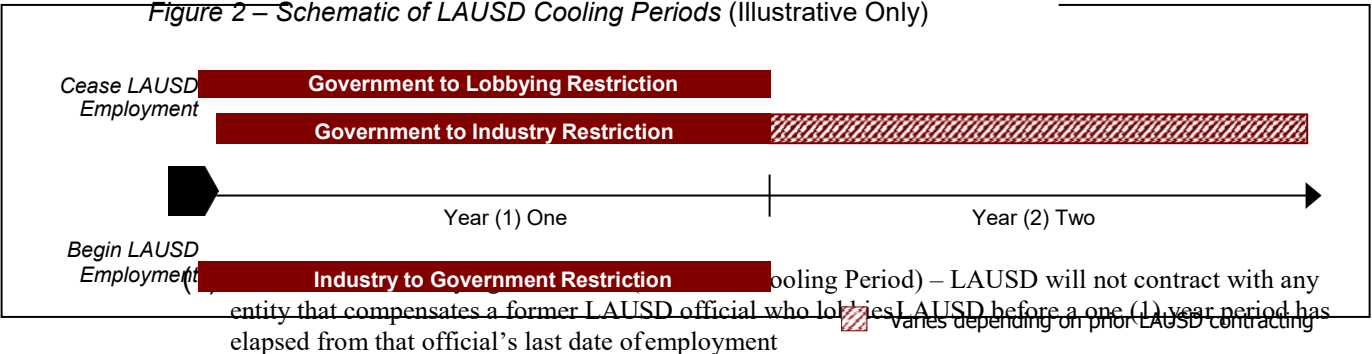 Figure 2 – Schematic of LAUSD Cooling Periods (Illustrative Only)
Cease LAUSD
Employment
Government to Lobbying Restriction
Government to Industry Restriction
Year (1) One
Year (2) Two
Begin LAUSD
Employment
Industry to Government Restriction
ooling Period) – LAUSD will not contract with any
entity that compensates a former LAUSD official who lobbies LAUSD before a one (1) year period has
Varies depending on prior LAUSD contracting
elapsed from that official’s last date ofemployment